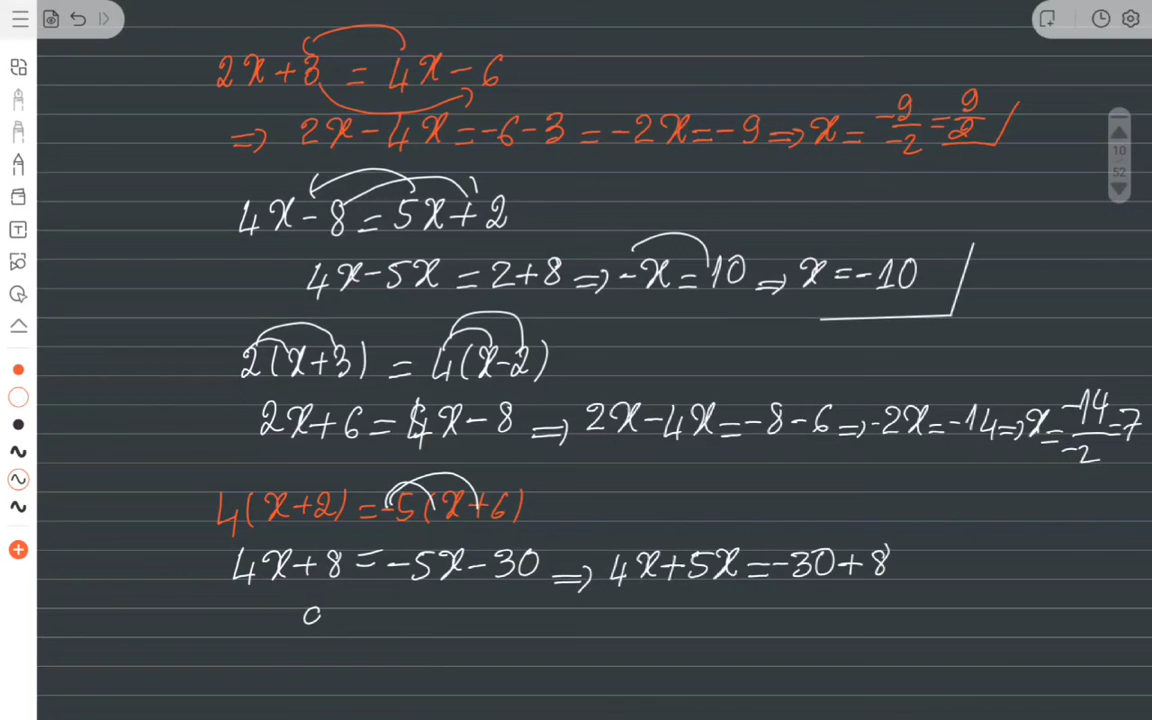 2x+3 = 4x-6
=> 2x-4x=-6-3 = -2x=-9 => x= -9/-2 = 9/2
4x-8=5x+2
4x-5x = 2+8 => -x=10 => x=-10
2(x+3) = 4(x-2)
2x+6=4x-8 => 2x-4x=-8-6 => -2x=-14 => x= -14/-2 =7
4(x+2)=-5(x+6)
4x+8=-5x-30 => 4x+5x=-30+8
10
52